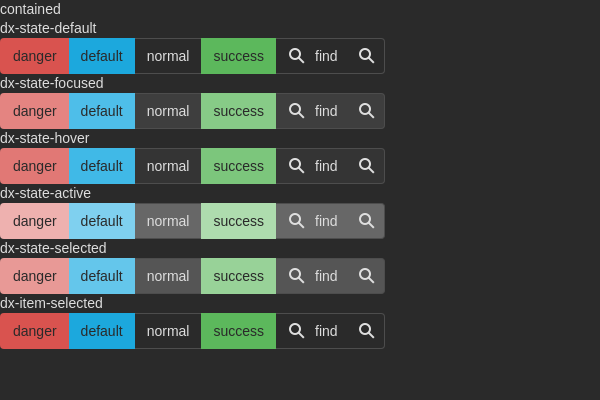 contained
dx-state-default
danger default normal success find
dx-state-focused
danger default normal success find
dx-state-hover
danger default normal success find
dx-state-active
danger default normal success find
dx-state-selected
danger default normal success find
dx-item-selected
danger default normal success find